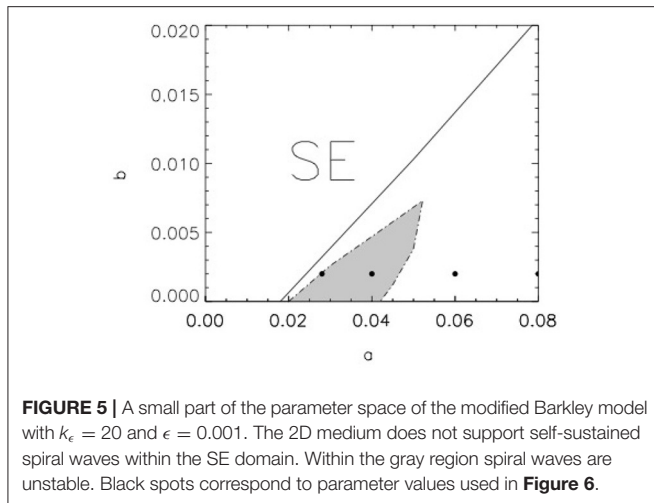 0.020
0.015
0.010
0.005
0.000
b
SE
0.00 0.02 0.04 0.06 0.08
a
FIGURE 5 | A small part of the parameter space of the modified Barkley model
with kϵ = 20 and ϵ = 0.001. The 2D medium does not support self-sustained
spiral waves within the SE domain. Within the gray region spiral waves are
unstable. Black spots correspond to parameter values used in Figure 6.